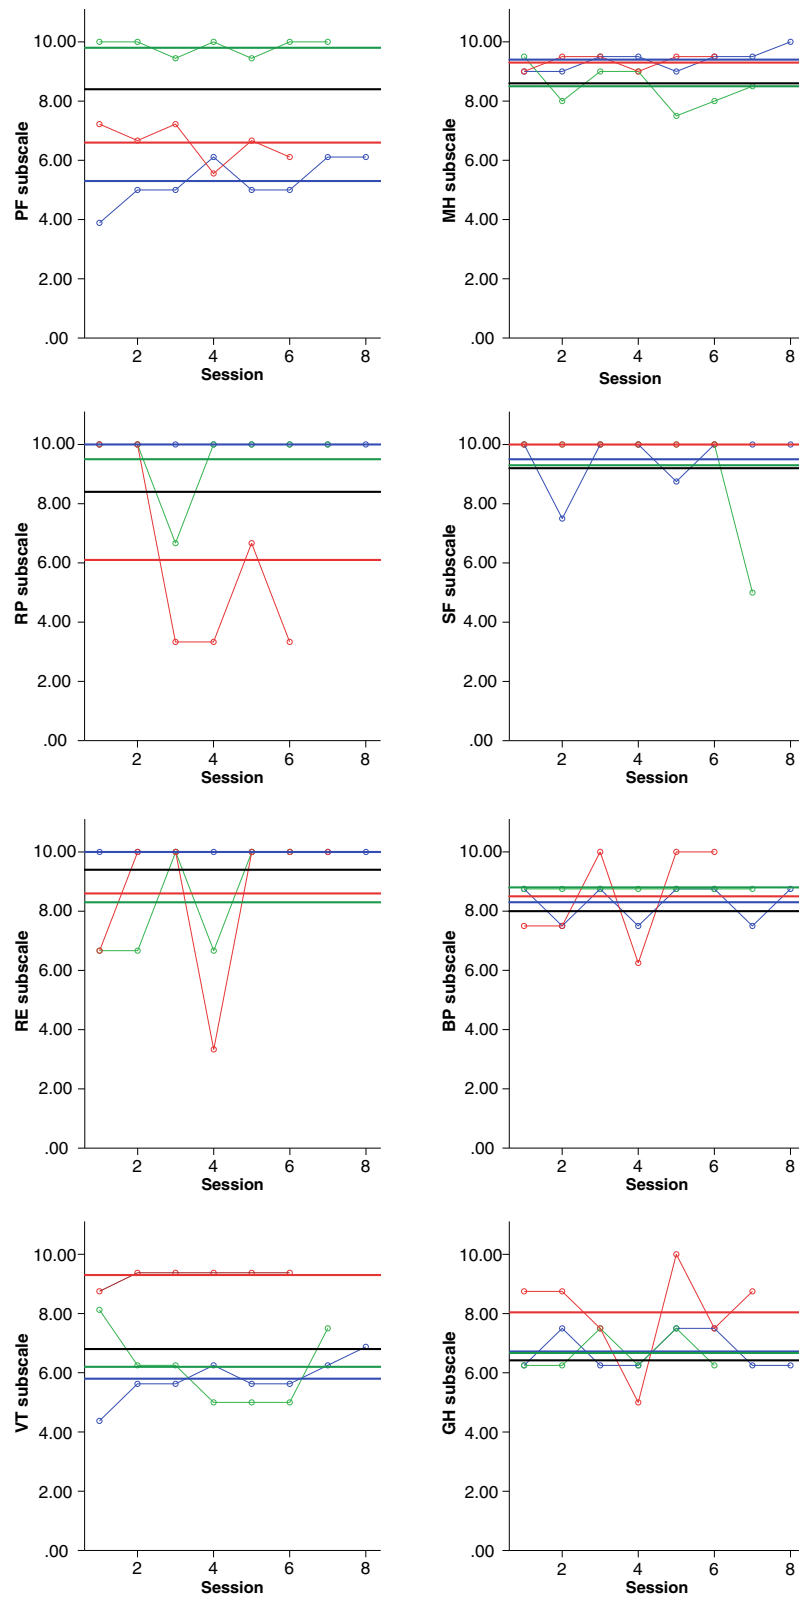 10.00
8.00
6.00
4.00
2.00
.00
PF subscale
2 4 6 8
Session
10.00
8.00
6.00
4.00
2.00
.00
MH subscale
2 4 6 8
Session
10.00
8.00
6.00
4.00
2.00
.00
RP subscale
2 4 6 8
Session
10.00
8.00
6.00
4.00
2.00
.00
SF subscale
2 4 6 8
Session
10.00
8.00
6.00
4.00
2.00
.00
RE subscale
2 4 6 8
Session
10.00
8.00
6.00
4.00
2.00
.00
BP subscale
2 4 6 8
Session
10.00
8.00
6.00
4.00
2.00
.00
VT subscale
2 4 6 8
Session
10.00
8.00
6.00
4.00
2.00
.00
GH subscale
2 4 6 8
Session